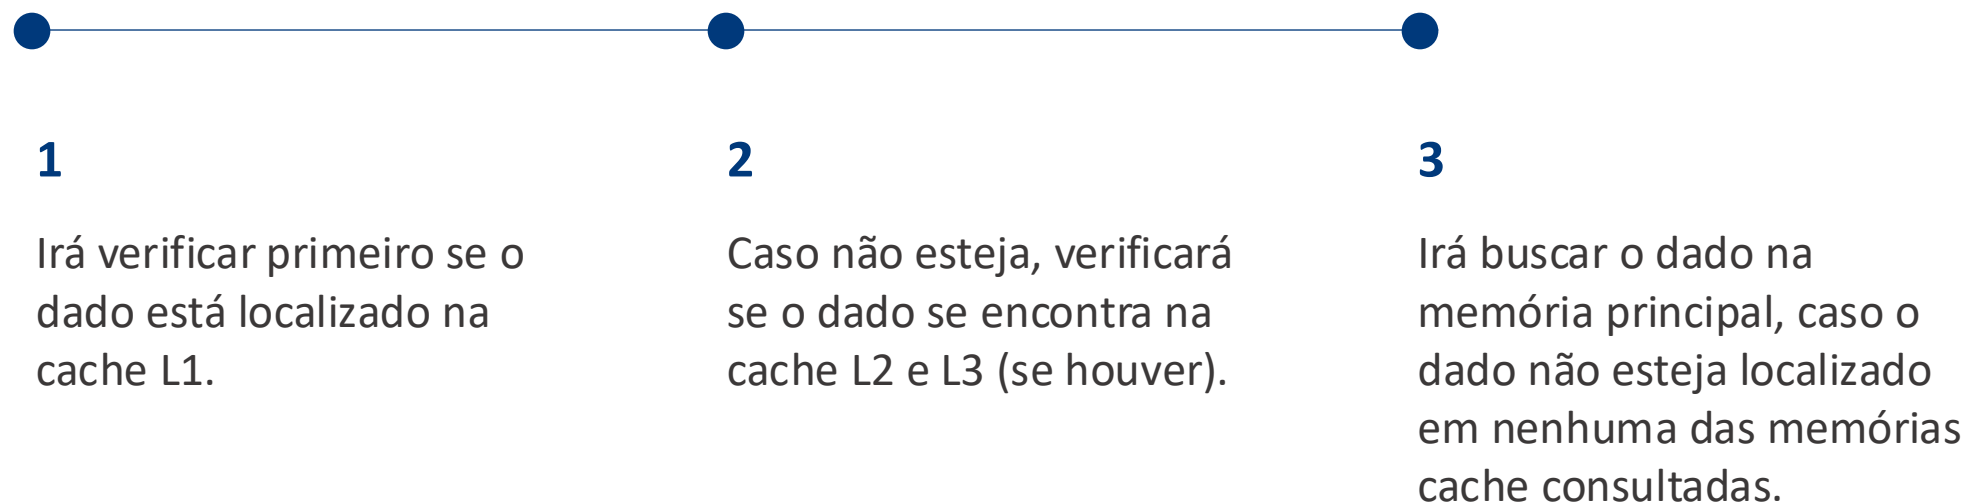 1
Irá verificar primeiro se o
dado está localizado na
cache L1.
2
Caso não esteja, verificará
se o dado se encontra na
cache L2 e L3 (se houver).
3
Irá buscar o dado na
memória principal, caso o
dado não esteja localizado
em nenhuma das memórias
cache consultadas.